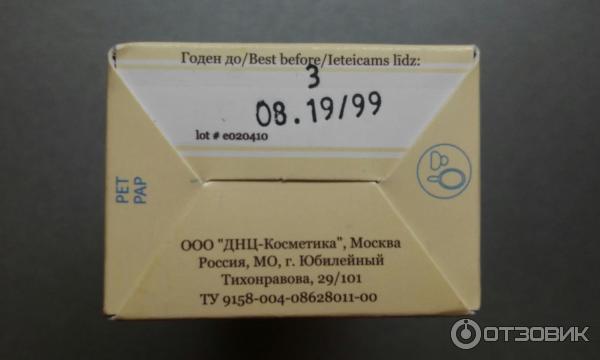 Годен до/Best before/Ieteicams līdz:
3
08.19/99
lot # e020410
PET
PAP
ООО "ДНЦ-Косметика", Москва
Россия, МО, г. Юбилейный
Тихонравова, 29/101
ТУ 9158-004-08628011-00
ОТЗОВИК